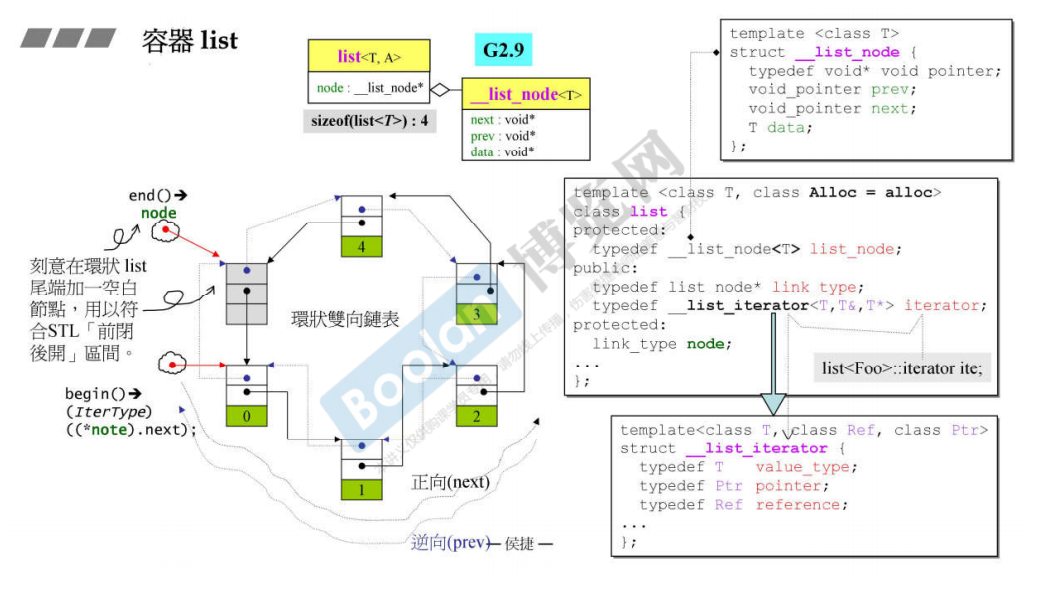 容器 list
G2.9
list<T, A>
node : __list_node*
sizeof(list<T>) : 4
__list_node<T>
next : void*
prev : void*
data : void*
template <class T>
struct __list_node {
typedef void* void pointer;
void_pointer prev;
void_pointer next;
T data;
};
template <class T, class Alloc = alloc>
class list {
protected:
typedef __list_node<T> list_node;
public:
typedef list node* link type;
typedef __list_iterator<T,T&,T*> iterator;
protected:
link_type node;
...
};
list<Foo>::iterator ite;
template<class T, class Ref, class Ptr>
struct __list_iterator {
typedef T value_type;
typedef Ptr pointer;
typedef Ref reference;
...
};
end()➔
node
刻意在環狀 list
尾端加一空白
節點，用以符
合STL「前閉
後開」區間。
begin()➔
(IterType)
((*note).next);
環狀雙向鏈表
4
3
0
2
1
正向(next)
逆向(prev)
— 侯捷 —
Boolan
博览网